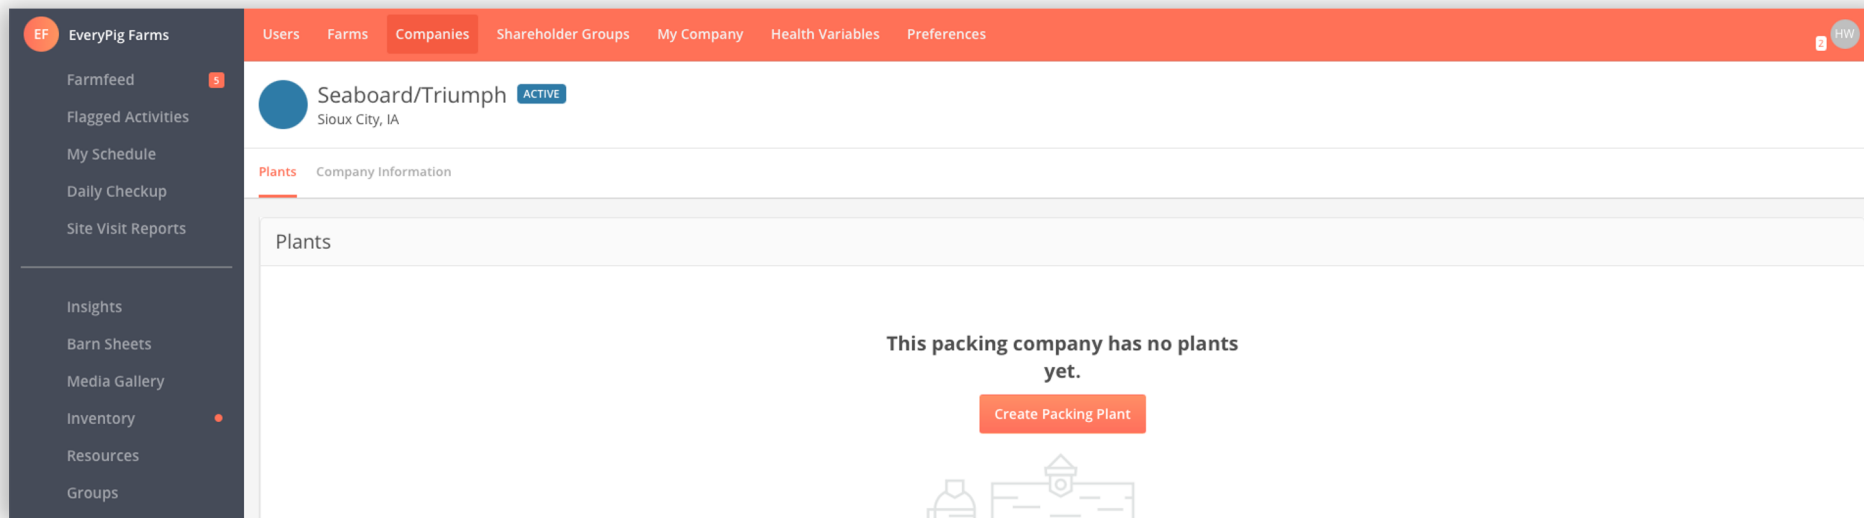 EF EveryPig Farms
Users Farms Companies Shareholder Groups My Company Health Variables Preferences
2 HW
Farmfeed 5
Flagged Activities
My Schedule
Daily Checkup
Site Visit Reports
Insights
Barn Sheets
Media Gallery
Inventory
Resources
Groups
Seaboard/Triumph ACTIVE
Sioux City, IA
Plants Company Information
Plants
This packing company has no plants
yet.
Create Packing Plant